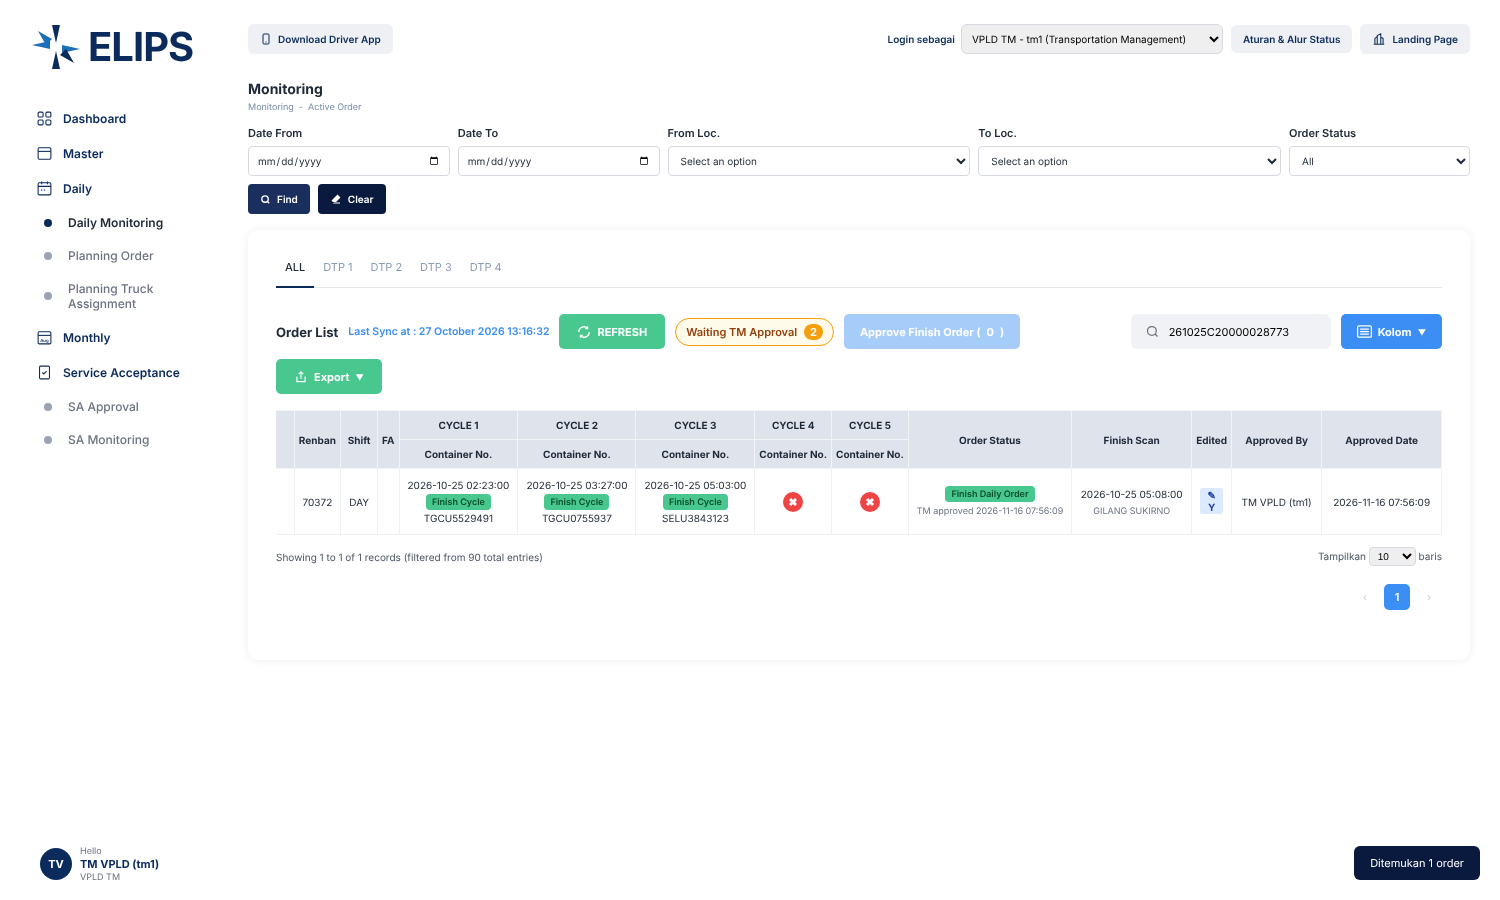 ELIPS
Download Driver App
Login sebagai
VPLD TM - tm1 (Transportation Management)
Aturan & Alur Status
Landing Page
Dashboard
Master
Daily
Daily Monitoring
Planning Order
Planning Truck
Assignment
Monthly
Service Acceptance
SA Approval
SA Monitoring
Monitoring
Monitoring - Active Order
Date From
Date To
From Loc.
To Loc.
Order Status
mm/dd/yyyy
mm/dd/yyyy
Select an option
Select an option
All
Find
Clear
ALL DTP 1 DTP 2 DTP 3 DTP 4
Order List
Last Sync at : 27 October 2026 13:16:32
REFRESH
Waiting TM Approval 2
Approve Finish Order ( 0 )
261025C20000028773
Kolom
Export
Renban Shift FA CYCLE 1 CYCLE 2 CYCLE 3 CYCLE 4 CYCLE 5 Order Status Finish Scan Edited Approved By Approved Date
Container No. Container No. Container No. Container No. Container No.
70372 DAY
2026-10-25 02:23:00
Finish Cycle
TGCU5529491
2026-10-25 03:27:00
Finish Cycle
TGCU0755937
2026-10-25 05:03:00
Finish Cycle
SELU3843123
Finish Daily Order
TM approved 2026-11-16 07:56:09
2026-10-25 05:08:00
GILANG SUKIRNO
Y
TM VPLD (tm1)
2026-11-16 07:56:09
Showing 1 to 1 of 1 records (filtered from 90 total entries)
Tampilkan 10 baris
‹ 1 ›
TV
Hello
TM VPLD (tm1)
VPLD TM
Ditemukan 1 order